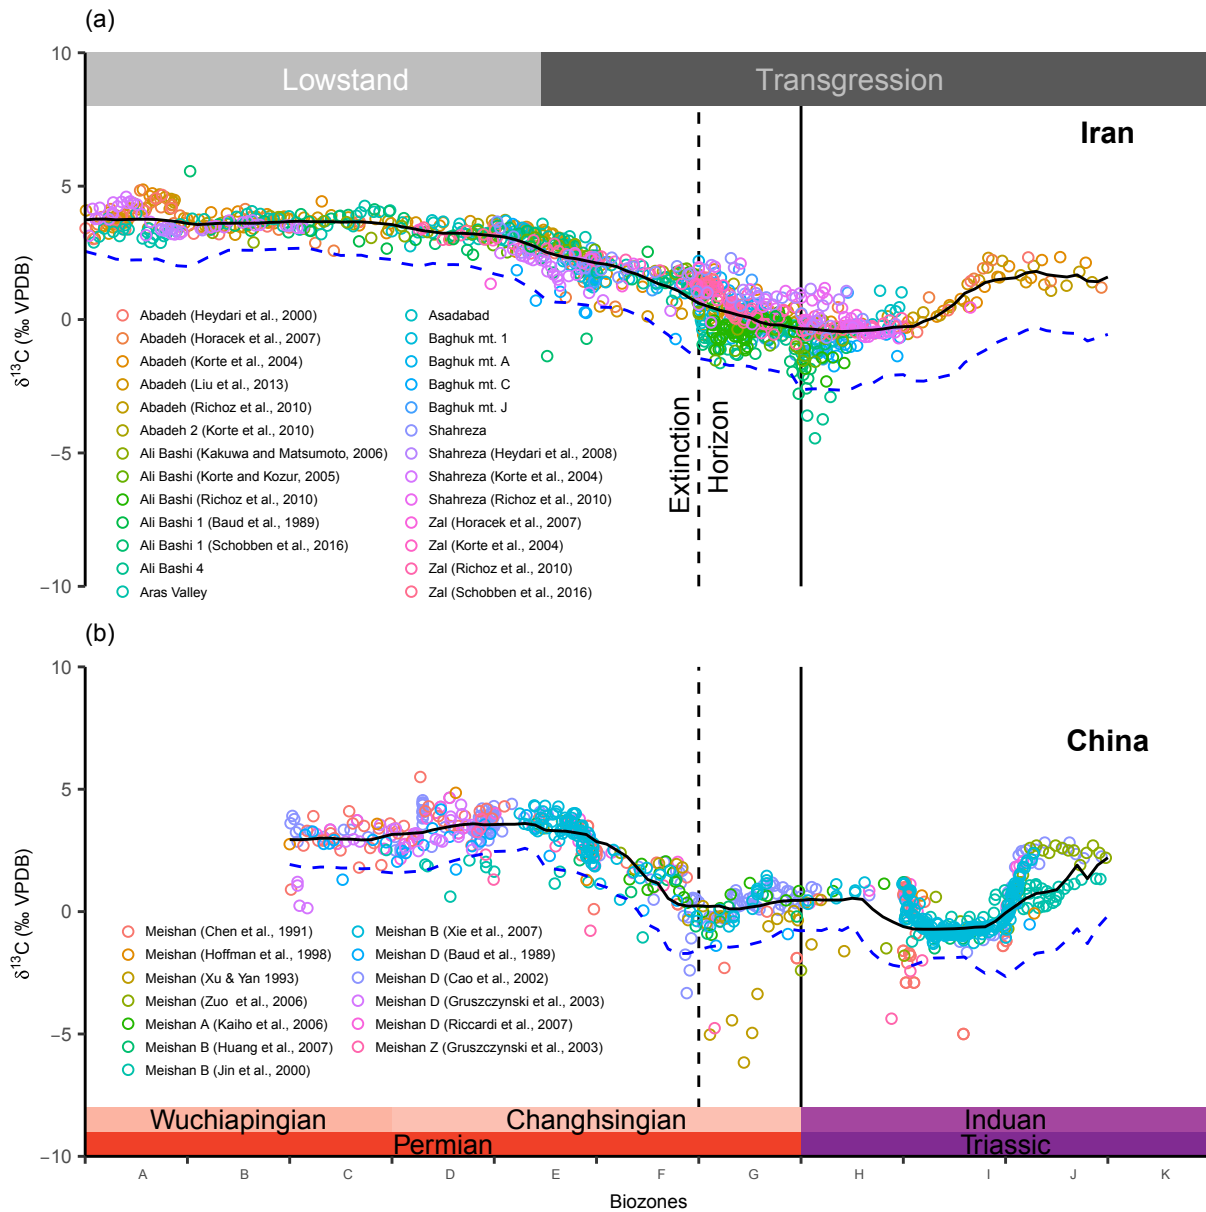 (a)
10
Lowstand
Transgression
Iran
5
0
−5
−10
δ13C (‰ VPDB)
Abadeh (Heydari et al., 2000)
Abadeh (Horacek et al., 2007)
Abadeh (Korte et al., 2004)
Abadeh (Liu et al., 2013)
Abadeh (Richoz et al., 2010)
Abadeh 2 (Korte et al., 2010)
Ali Bashi (Kakuwa and Matsumoto, 2006)
Ali Bashi (Korte and Kozur, 2005)
Ali Bashi (Richoz et al., 2010)
Ali Bashi 1 (Baud et al., 1989)
Ali Bashi 1 (Schobben et al., 2016)
Ali Bashi 4
Aras Valley
Asadabad
Baghuk mt. 1
Baghuk mt. A
Baghuk mt. C
Baghuk mt. J
Shahreza
Shahreza (Heydari et al., 2008)
Shahreza (Korte et al., 2004)
Shahreza (Richoz et al., 2010)
Zal (Horacek et al., 2007)
Zal (Korte et al., 2004)
Zal (Richoz et al., 2010)
Zal (Schobben et al., 2016)
Extinction
Horizon
(b)
10
China
5
0
−5
−10
δ13C (‰ VPDB)
Meishan (Chen et al., 1991)
Meishan (Hoffman et al., 1998)
Meishan (Xu & Yan 1993)
Meishan (Zuo et al., 2006)
Meishan A (Kaiho et al., 2006)
Meishan B (Huang et al., 2007)
Meishan B (Jin et al., 2000)
Meishan B (Xie et al., 2007)
Meishan D (Baud et al., 1989)
Meishan D (Cao et al., 2002)
Meishan D (Gruszczynski et al., 2003)
Meishan D (Riccardi et al., 2007)
Meishan Z (Gruszczynski et al., 2003)
Wuchiapingian
Changhsingian
Induan
Permian
Triassic
A B C D E F G H I J K
Biozones